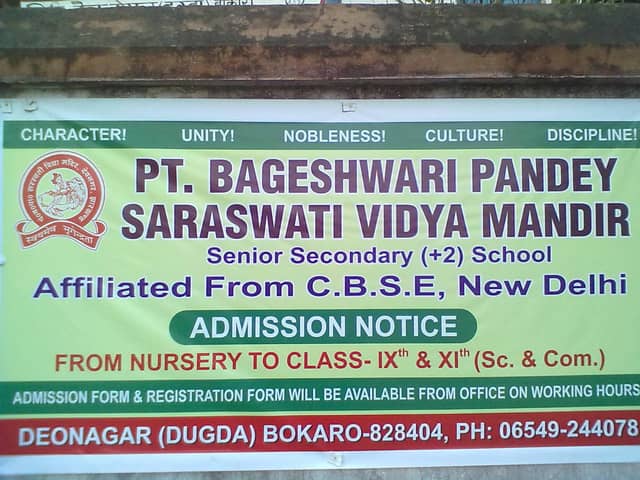 CHARACTER! UNITY! NOBLENESS! CULTURE! DISCIPLINE!
PT. BAGESHWARI PANDEY
SARASWATI VIDYA MANDIR
Senior Secondary (+2) School
Affiliated From C.B.S.E, New Delhi
ADMISSION NOTICE
FROM NURSERY TO CLASS- IXth & XIth (Sc. & Com.)
ADMISSION FORM & REGISTRATION FORM WILL BE AVAILABLE FROM OFFICE ON WORKING HOURS
DEONAGAR (DUGDA) BOKARO-828404, PH: 06549-244078